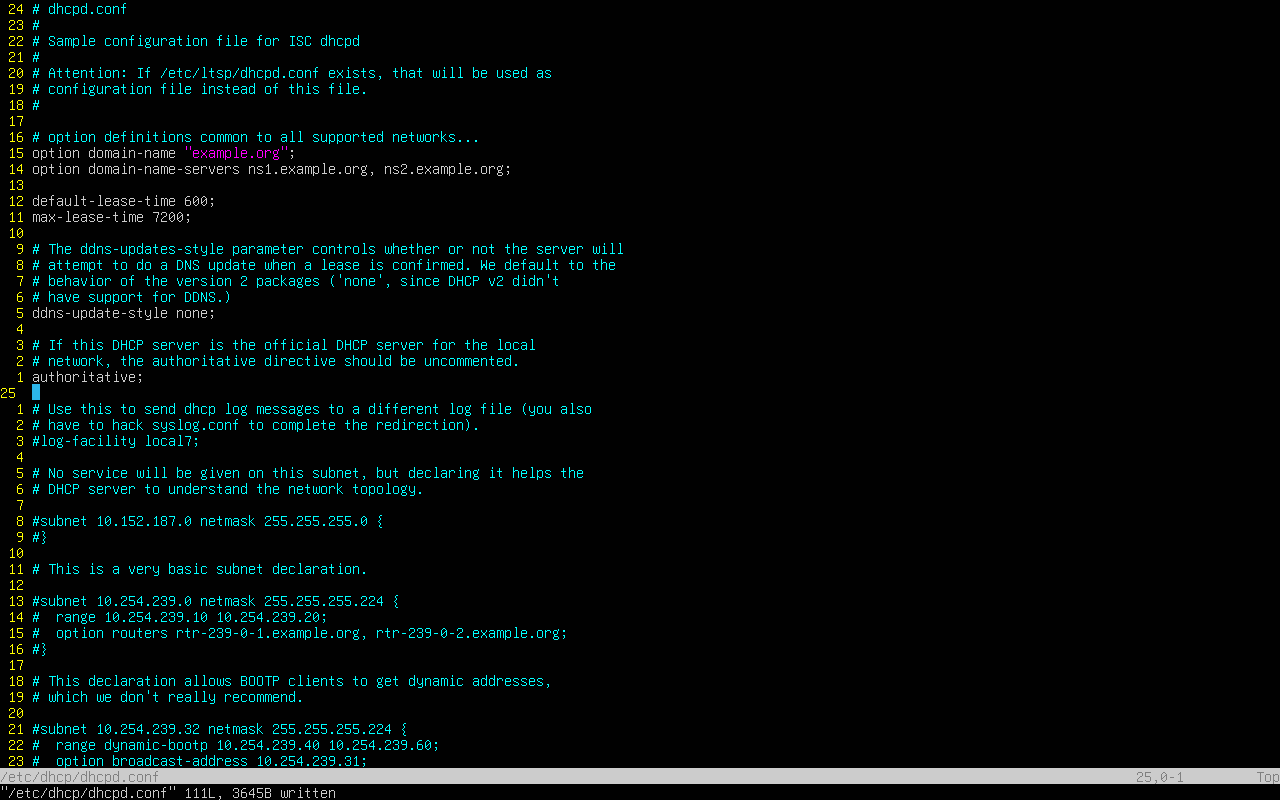 24 # dhcpd.conf
23 #
22 # Sample configuration file for ISC dhcpd
21 #
20 # Attention: If /etc/ltsp/dhcpd.conf exists, that will be used as
19 # configuration file instead of this file.
18 #
17
16 # option definitions common to all supported networks...
15 option domain-name "example.org";
14 option domain-name-servers ns1.example.org, ns2.example.org;
13
12 default-lease-time 600;
11 max-lease-time 7200;
10
9 # The ddns-updates-style parameter controls whether or not the server will
8 # attempt to do a DNS update when a lease is confirmed. We default to the
7 # behavior of the version 2 packages ('none', since DHCP v2 didn't
6 # have support for DDNS.)
5 ddns-update-style none;
4
3 # If this DHCP server is the official DHCP server for the local
2 # network, the authoritative directive should be uncommented.
1 authoritative;
25
1 # Use this to send dhcp log messages to a different log file (you also
2 # have to hack syslog.conf to complete the redirection).
3 #log-facility local7;
4
5 # No service will be given on this subnet, but declaring it helps the
6 # DHCP server to understand the network topology.
7
8 #subnet 10.152.187.0 netmask 255.255.255.0 {
9 #}
10
11 # This is a very basic subnet declaration.
12
13 #subnet 10.254.239.0 netmask 255.255.255.224 {
14 #  range 10.254.239.10 10.254.239.20;
15 #  option routers rtr-239-0-1.example.org, rtr-239-0-2.example.org;
16 #}
17
18 # This declaration allows BOOTP clients to get dynamic addresses,
19 # which we don't really recommend.
20
21 #subnet 10.254.239.32 netmask 255.255.255.224 {
22 #  range dynamic-bootp 10.254.239.40 10.254.239.60;
23 #  option broadcast-address 10.254.239.31;
/etc/dhcp/dhcpd.conf 25,0-1 Top
"/etc/dhcp/dhcpd.conf" 111L, 3645B written